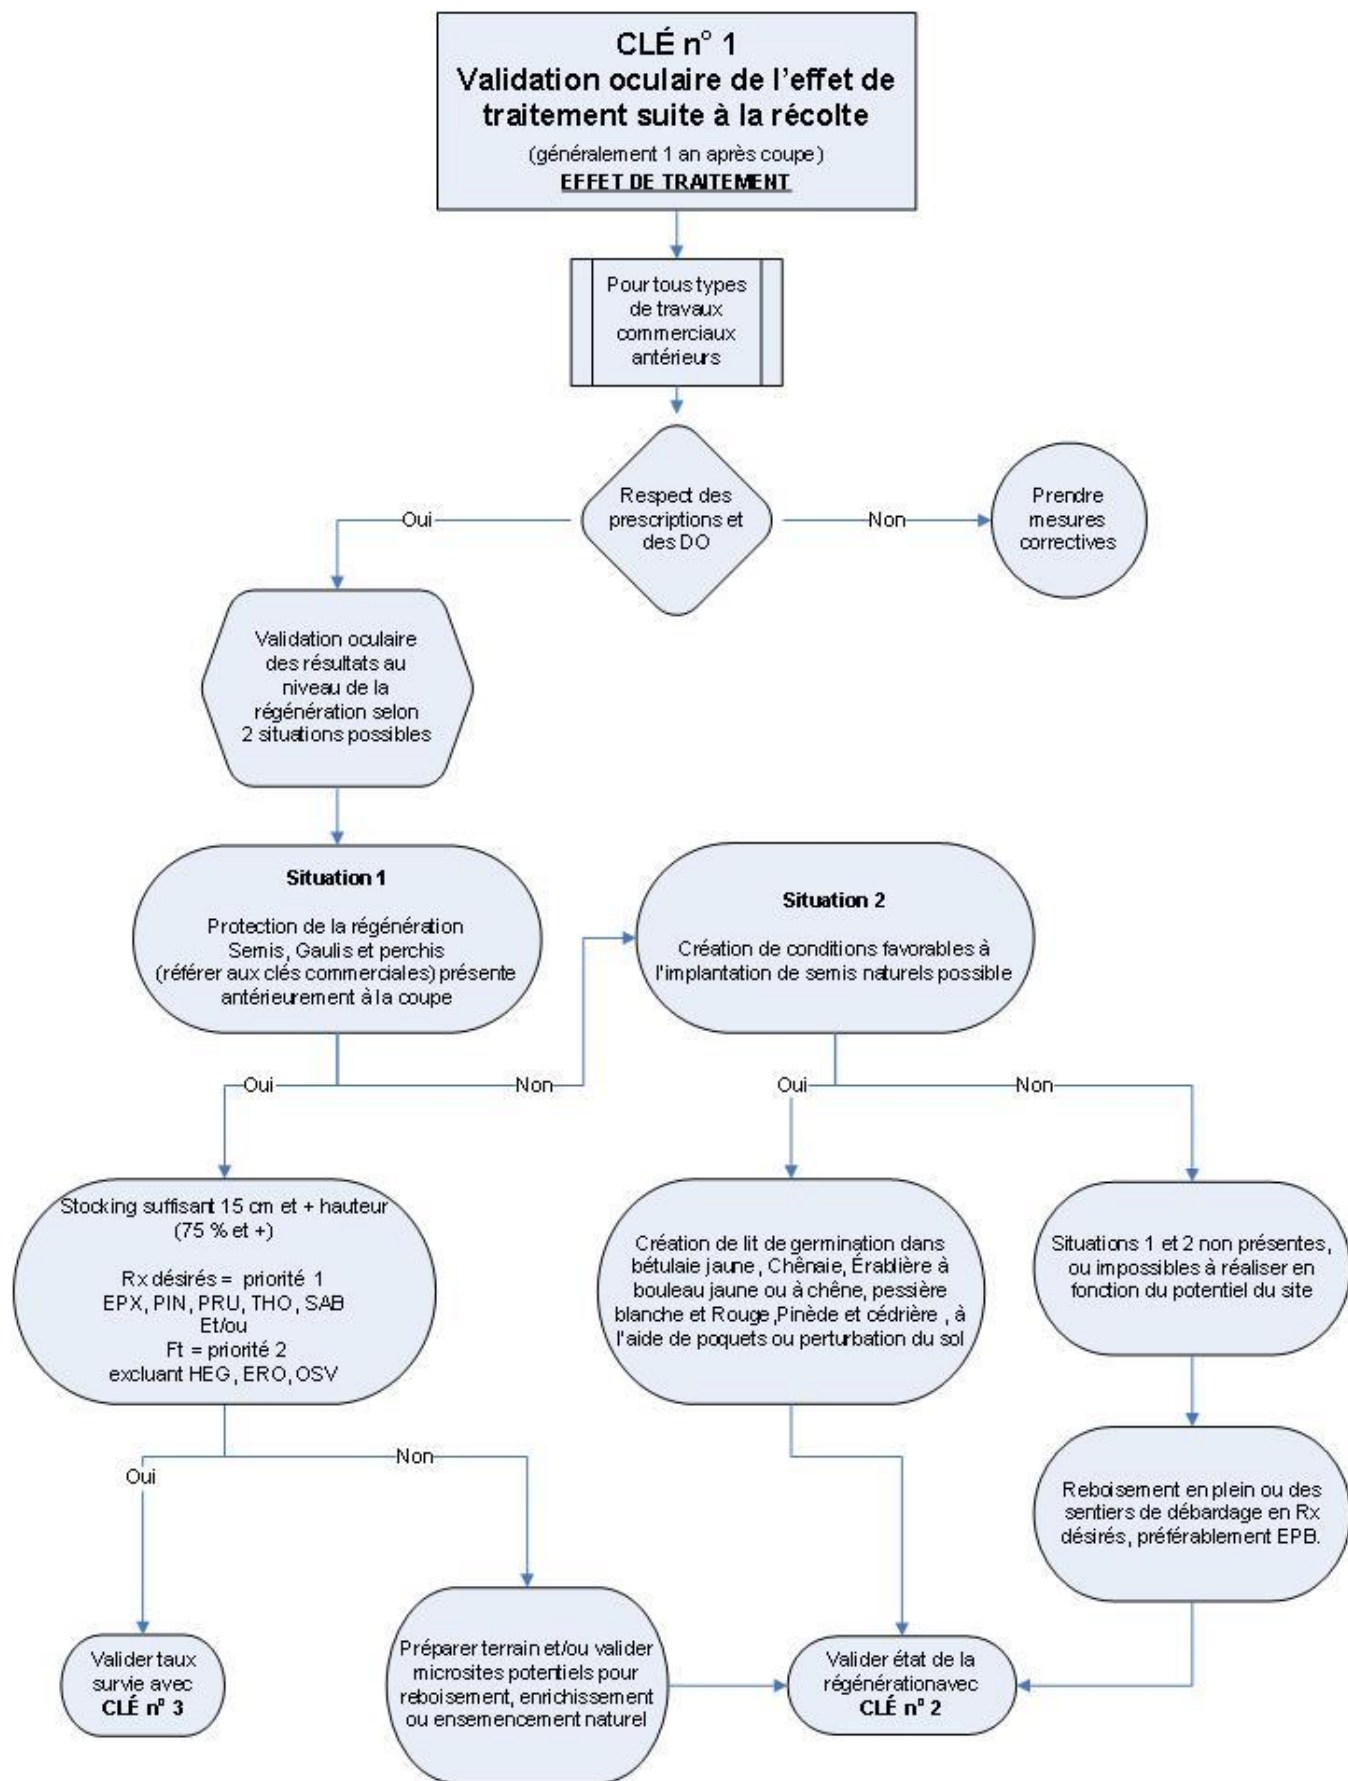 CLÉ n° 1
Validation oculaire de l'effet de
traitement suite à la récolte
(généralement 1 an après coupe)
EFFET DE TRAITEMENT
Pour tous types
de travaux
commerciaux
antérieurs
Respect des
prescriptions et
des DO
Oui
Non
Prendre
mesures
correctives
Validation oculaire
des résultats au
niveau de la
régénération selon
2 situations possibles
Situation 1
Protection de la régénération
Semis, Gaulis et perchis
(référer aux clés commerciales) présente
antérieurement à la coupe
Situation 2
Création de conditions favorables à
l'implantation de semis naturels possible
Oui
Non
Oui
Non
Stocking suffisant 15 cm et + hauteur
(75 % et +)
Rx désirés = priorité 1
EPX, PIN, PRU, THO, SAB
Et/ou
Ft = priorité 2
excluant HEG, ERO, OSV
Création de lit de germination dans
bétulaie jaune, Chênaie, Érablière à
bouleau jaune ou à chêne, pessière
blanche et Rouge,Pinède et cédrière , à
l'aide de poquets ou perturbation du sol
Situations 1 et 2 non présentes,
ou impossibles à réaliser en
fonction du potentiel du site
Oui
Non
Reboisement en plein ou des
sentiers de débardage en Rx
désirés, préférablement EPB.
Valider taux
survie avec
CLÉ n° 3
Préparer terrain et/ou valider
microsites potentiels pour
reboisement, enrichissement
ou ensemencement naturel
Valider état de la
régénérationavec
CLÉ n° 2